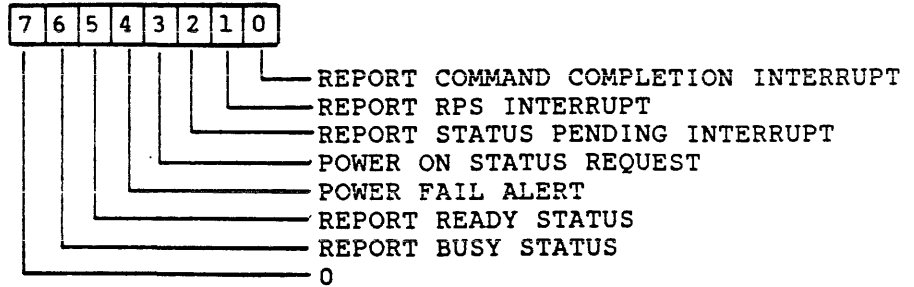 7 6 5 4 3 2 1 0
REPORT COMMAND COMPLETION INTERRUPT
REPORT RPS INTERRUPT
REPORT STATUS PENDING INTERRUPT
POWER ON STATUS REQUEST
POWER FAIL ALERT
REPORT READY STATUS
REPORT BUSY STATUS
0